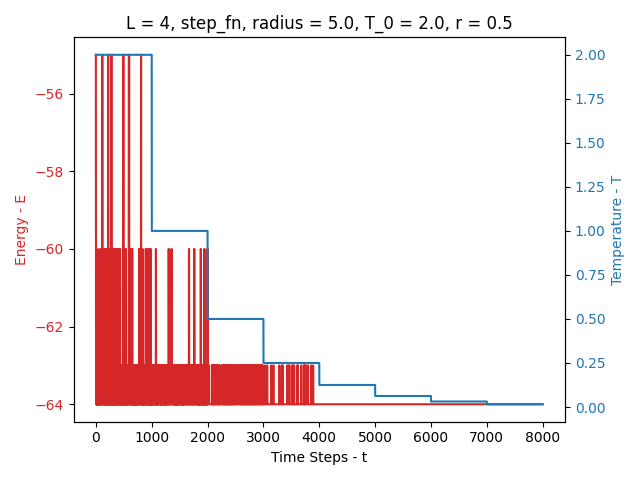 L = 4, step_fn, radius = 5.0, T_0 = 2.0, r = 0.5
Energy - E
−56
−58
−60
−62
−64
2.00
1.75
1.50
1.25
1.00
0.75
0.50
0.25
0.00
Temperature - T
0 1000 2000 3000 4000 5000 6000 7000 8000
Time Steps - t